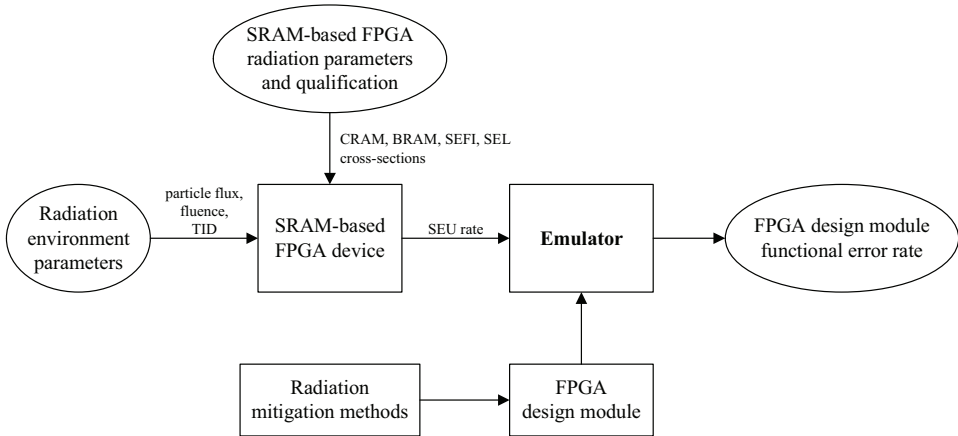 SRAM-based FPGA
radiation parameters
and qualification
CRAM, BRAM, SEFI, SEL
cross-sections
Radiation
environment
parameters
particle flux,
fluence,
TID
SRAM-based
FPGA device
SEU rate
Emulator
FPGA design module
functional error rate
Radiation
mitigation methods
FPGA
design module